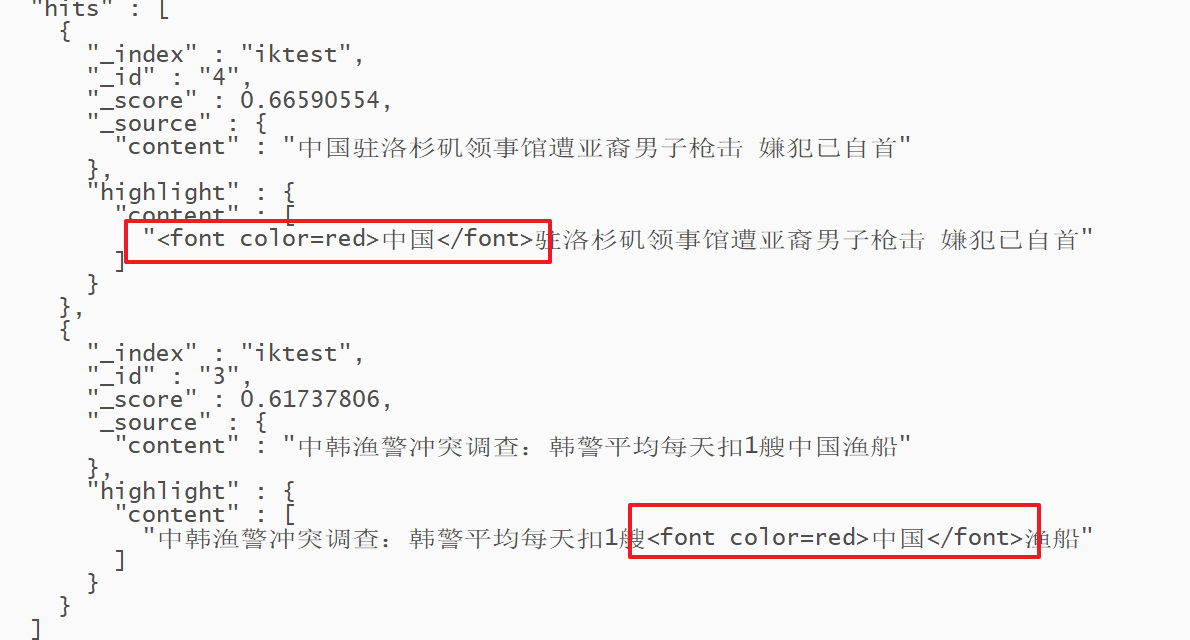 "hits" : [
{
"_index" : "iktest",
"_id" : "4",
"_score" : 0.66590554,
"_source" : {
"content" : "中国驻洛杉矶领事馆遭亚裔男子枪击 嫌犯已自首"
},
"highlight" : {
"content" : [
"<font color=red>中国</font>驻洛杉矶领事馆遭亚裔男子枪击 嫌犯已自首"
]
}
},
{
"_index" : "iktest",
"_id" : "3",
"_score" : 0.61737806,
"_source" : {
"content" : "中韩渔警冲突调查：韩警平均每天扣1艘中国渔船"
},
"highlight" : {
"content" : [
"中韩渔警冲突调查：韩警平均每天扣1艘<font color=red>中国</font>渔船"
]
}
}
]